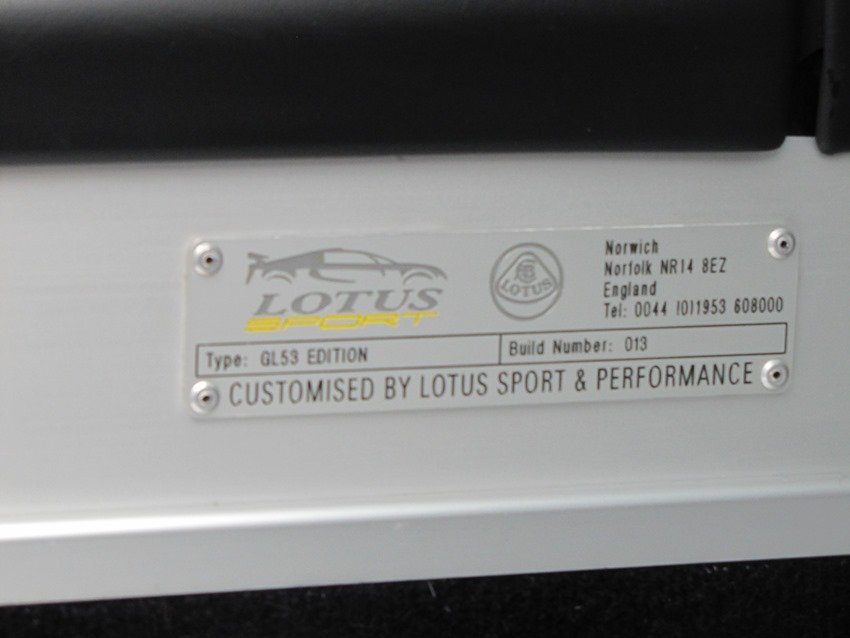 LOTUS
SPORT
LOTUS
Norwich
Norfolk NR14 8EZ
England
Tel: 0044 (0)1953 608000
Type: GL53 EDITION
Build Number: 013
CUSTOMISED BY LOTUS SPORT & PERFORMANCE